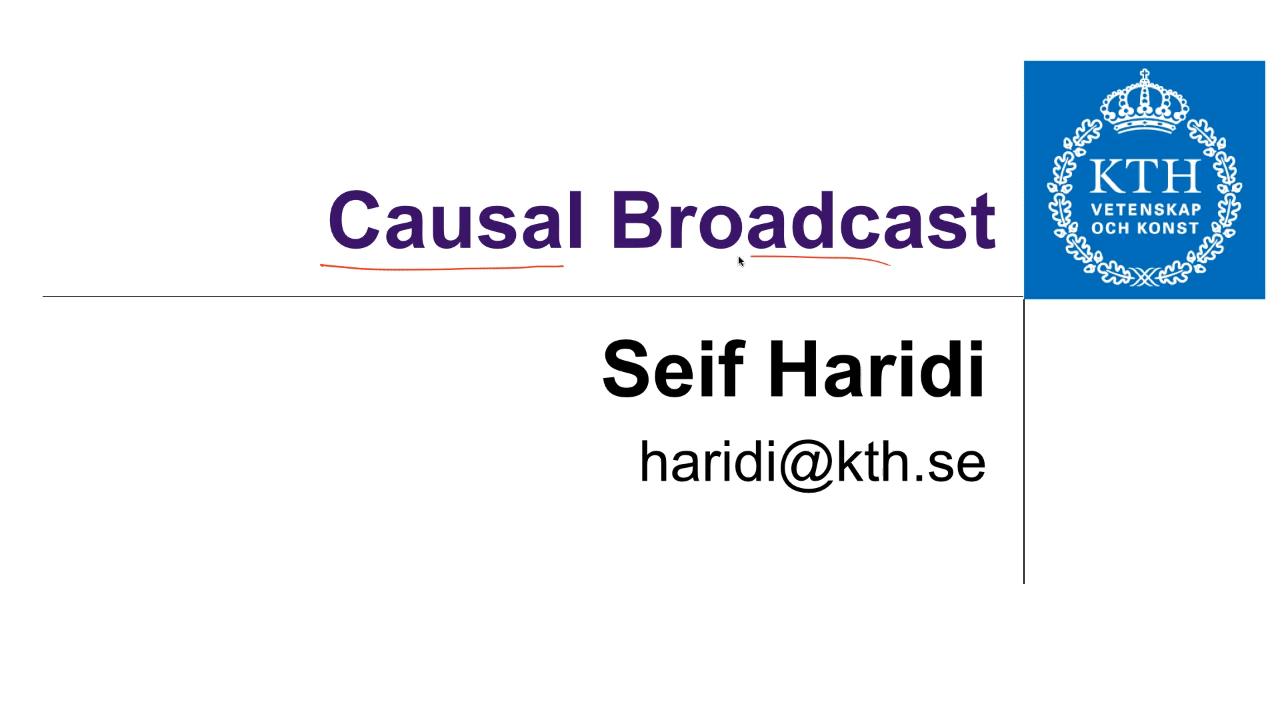 Causal Broadcast
KTH
VETENSKAP
OCH KONST
Seif Haridi
haridi@kth.se